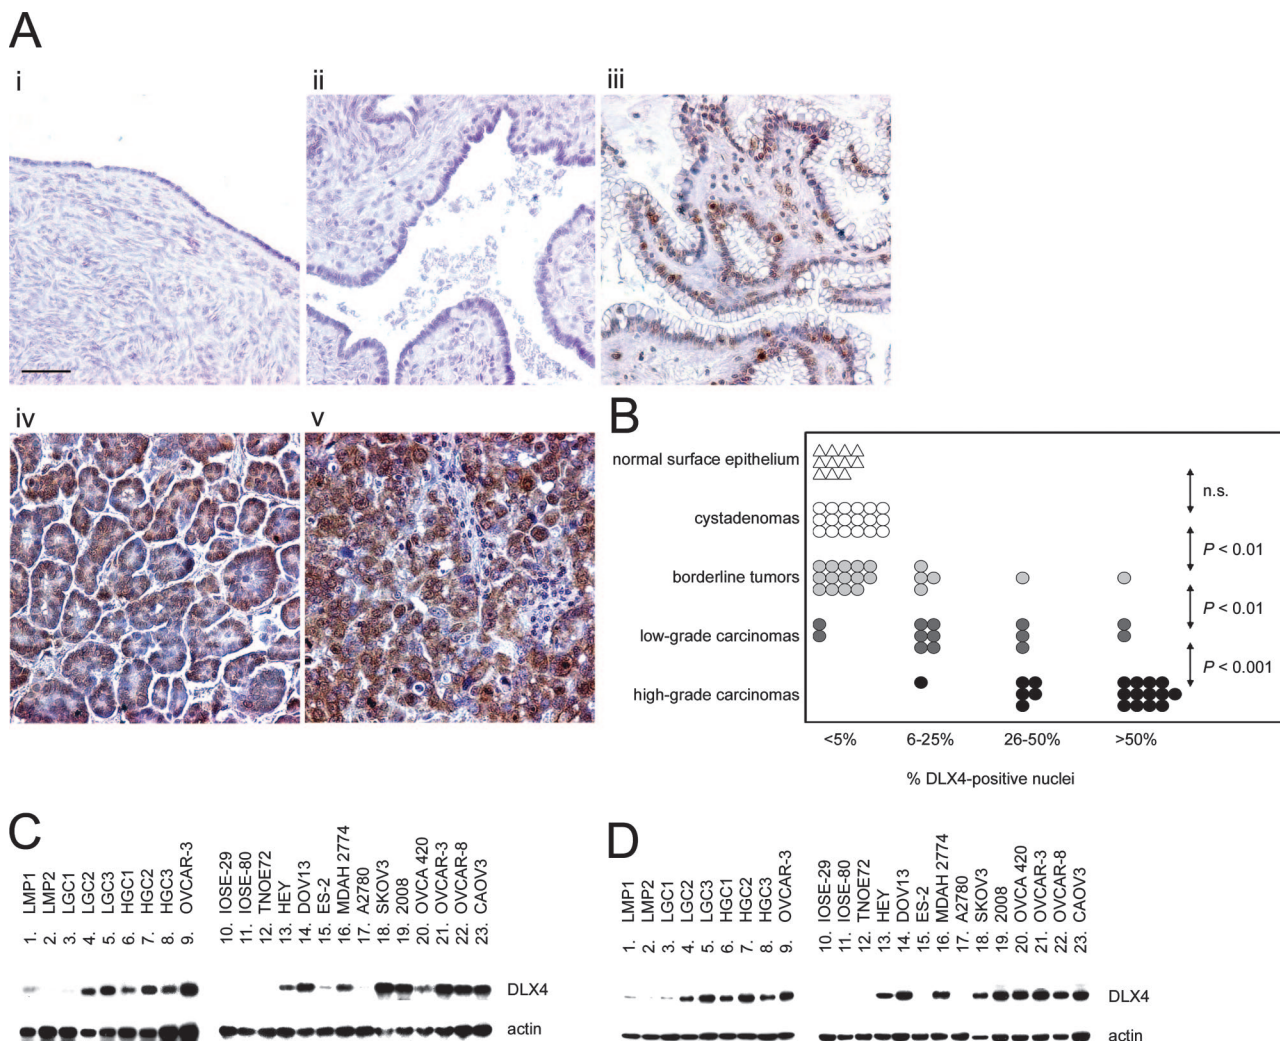 A
i
ii
iii
iv
v
B
normal surface epithelium
cystadenomas
borderline tumors
low-grade carcinomas
high-grade carcinomas
n.s.
P < 0.01
P < 0.01
P < 0.001
<5% 6-25% 26-50% >50%
% DLX4-positive nuclei
C
1. LMP1
2. LMP2
3. LGC1
4. LGC2
5. LGC3
6. HGC1
7. HGC2
8. HGC3
9. OVCAR-3
10. IOSE-29
11. IOSE-80
12. TNOE72
13. HEY
14. DOV13
15. ES-2
16. MDAH 2774
17. A2780
18. SKOV3
19. 2008
20. OVCA 420
21. OVCAR-3
22. OVCAR-8
23. CAOV3
DLX4
actin
D
1. LMP1
2. LMP2
3. LGC1
4. LGC2
5. LGC3
6. HGC1
7. HGC2
8. HGC3
9. OVCAR-3
10. IOSE-29
11. IOSE-80
12. TNOE72
13. HEY
14. DOV13
15. ES-2
16. MDAH 2774
17. A2780
18. SKOV3
19. 2008
20. OVCA 420
21. OVCAR-3
22. OVCAR-8
23. CAOV3
DLX4
actin